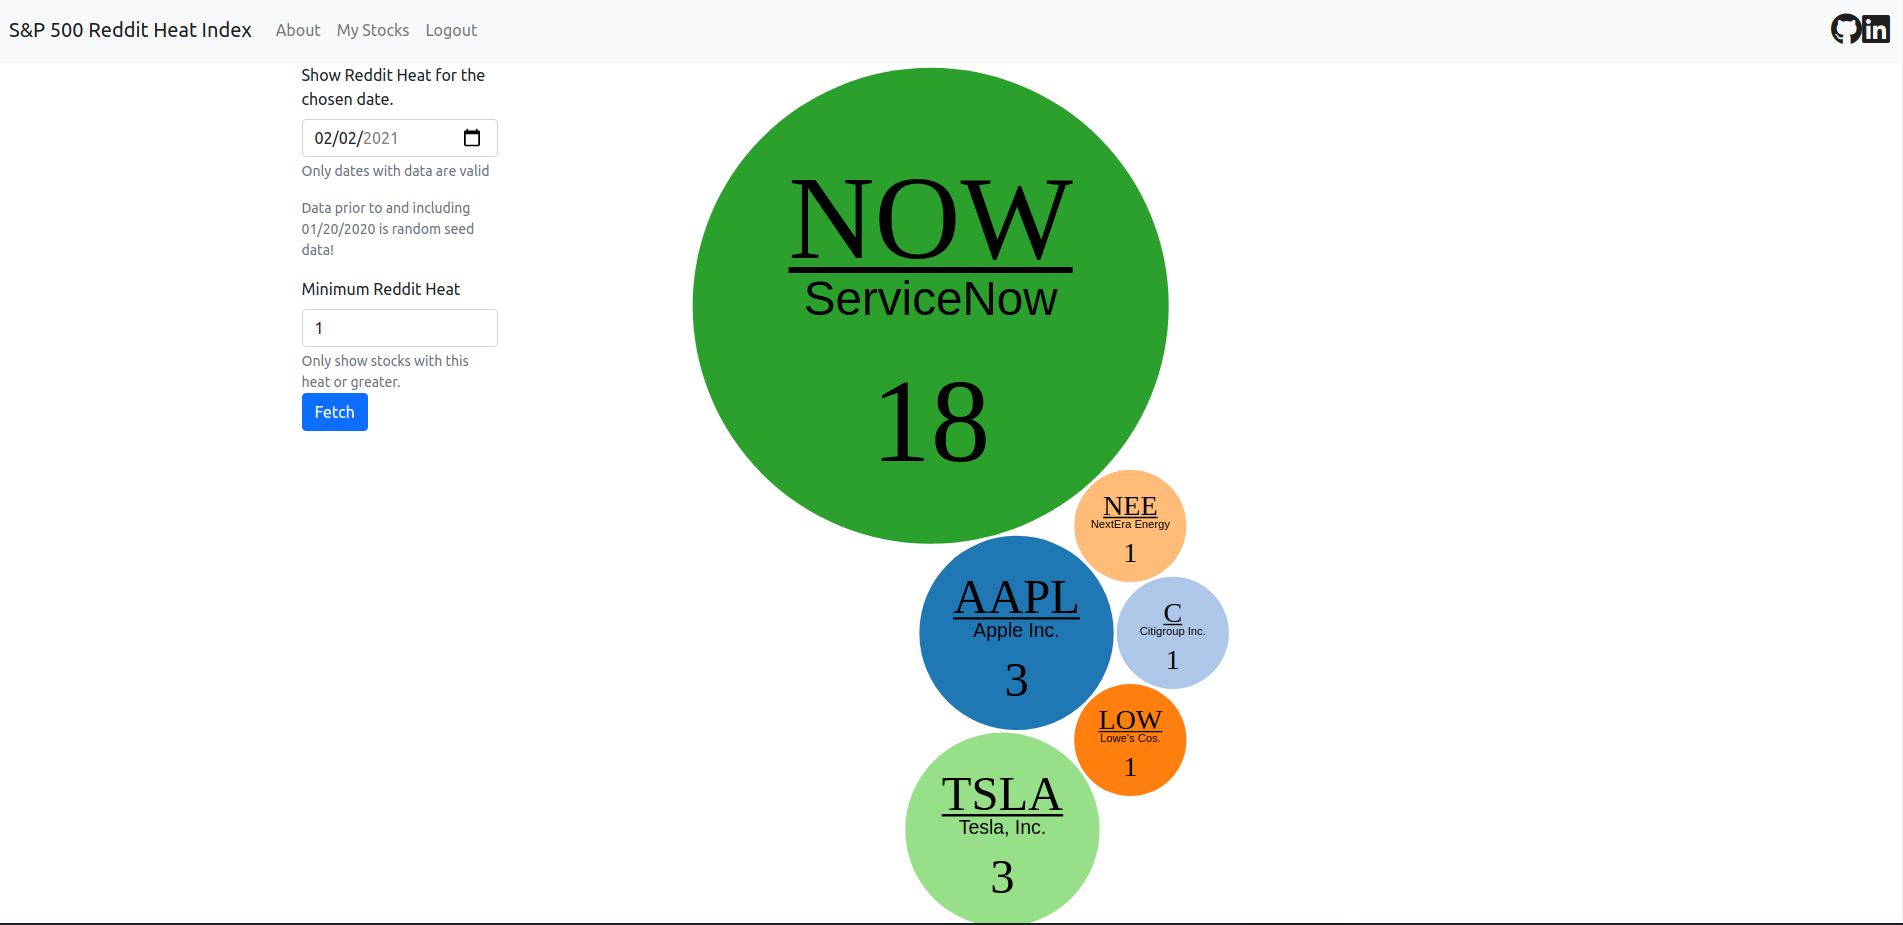 S&P 500 Reddit Heat Index About My Stocks Logout
Show Reddit Heat for the
chosen date.
02/02/2021
Only dates with data are valid
Data prior to and including
01/20/2020 is random seed
data!
Minimum Reddit Heat
1
Only show stocks with this
heat or greater.
Fetch
NOW
ServiceNow
18
NEE
NextEra Energy
1
AAPL
Apple Inc.
3
C
Citigroup Inc.
1
LOW
Lowe's Cos.
1
TSLA
Tesla, Inc.
3
in